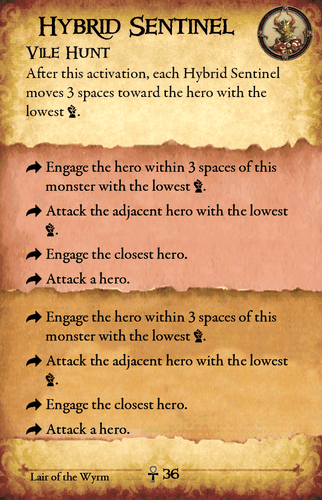 Hybrid Sentinel
Vile Hunt
After this activation, each Hybrid Sentinel
moves 3 spaces toward the hero with the
lowest .
Engage the hero within 3 spaces of this
monster with the lowest .
Attack the adjacent hero with the lowest
.
Engage the closest hero.
Attack a hero.
Engage the hero within 3 spaces of this
monster with the lowest .
Attack the adjacent hero with the lowest
.
Engage the closest hero.
Attack a hero.
Lair of the Wyrm
☥ 36